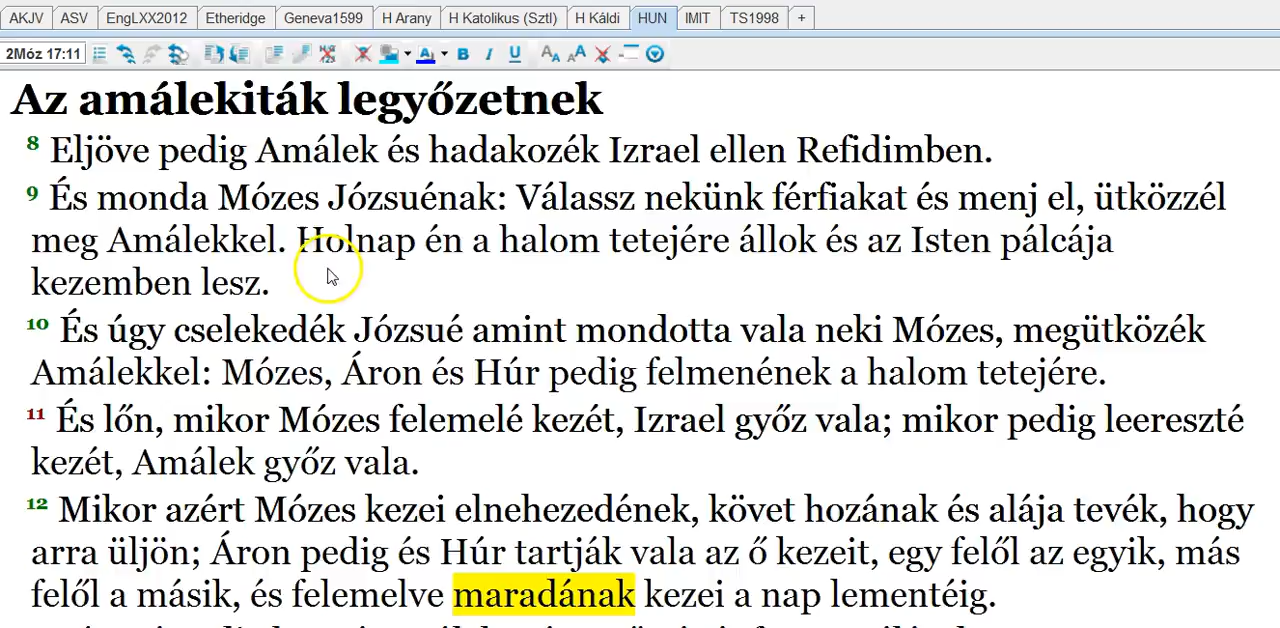 AKJV ASV EngLXX2012 Etheridge Geneva1599 H Arany H Katolikus (Sztl) H Káldi HUN IMIT TS1998 +
2Móz 17:11
Az amálekiták legyőzetnek
8 Eljöve pedig Amálek és hadakozék Izrael ellen Refidimben.
9 És monda Mózes Józsuénak: Válassz nekünk férfiakat és menj el, ütközzél
meg Amálekkel. Holnap én a halom tetejére állok és az Isten pálcája
kezemben lesz.
10 És úgy cselekedék Józsué amint mondotta vala neki Mózes, megütközék
Amálekkel: Mózes, Áron és Húr pedig felmenének a halom tetejére.
11 És lőn, mikor Mózes felemelé kezét, Izrael győz vala; mikor pedig leereszté
kezét, Amálek győz vala.
12 Mikor azért Mózes kezei elnehezedének, követ hozának és alája tevék, hogy
arra üljön; Áron pedig és Húr tartják vala az ő kezeit, egy felől az egyik, más
felől a másik, és felemelve maradának kezei a nap lementéig.